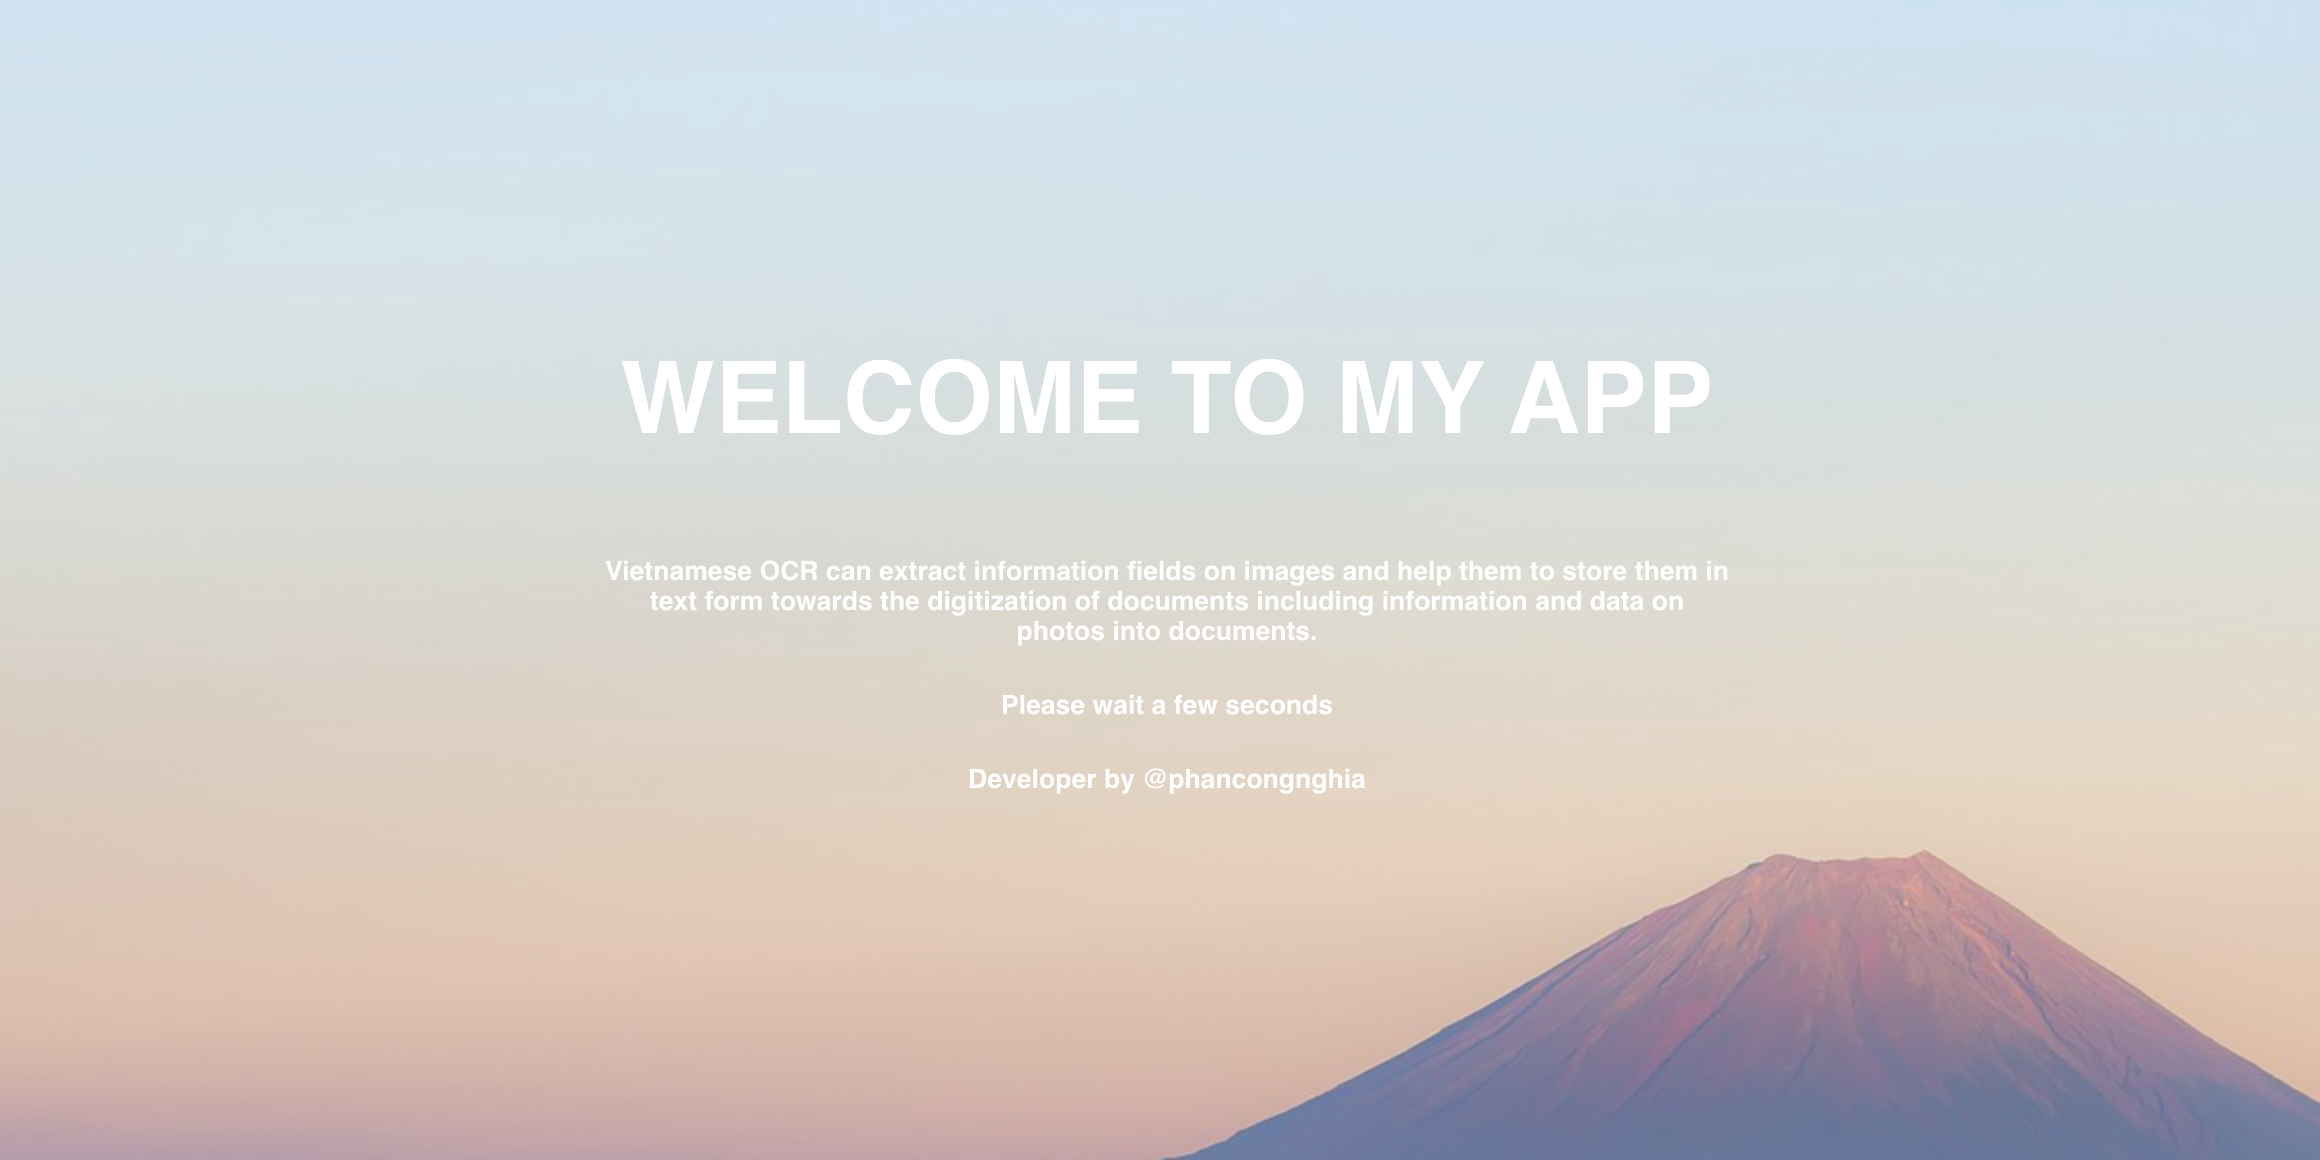 WELCOME TO MY APP
Vietnamese OCR can extract information fields on images and help them to store them in
text form towards the digitization of documents including information and data on
photos into documents.
Please wait a few seconds
Developer by @phancongnghia